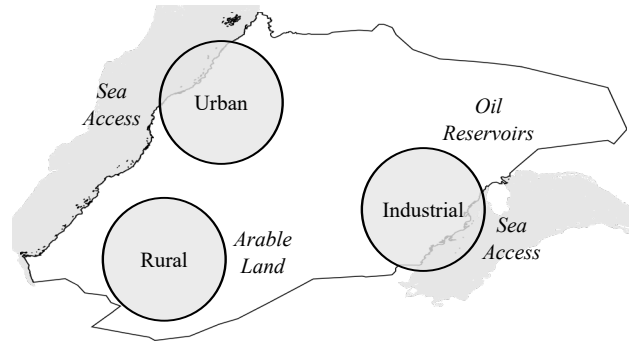 Sea
Access
Urban
Oil
Reservoirs
Industrial
Sea
Access
Rural
Arable
Land